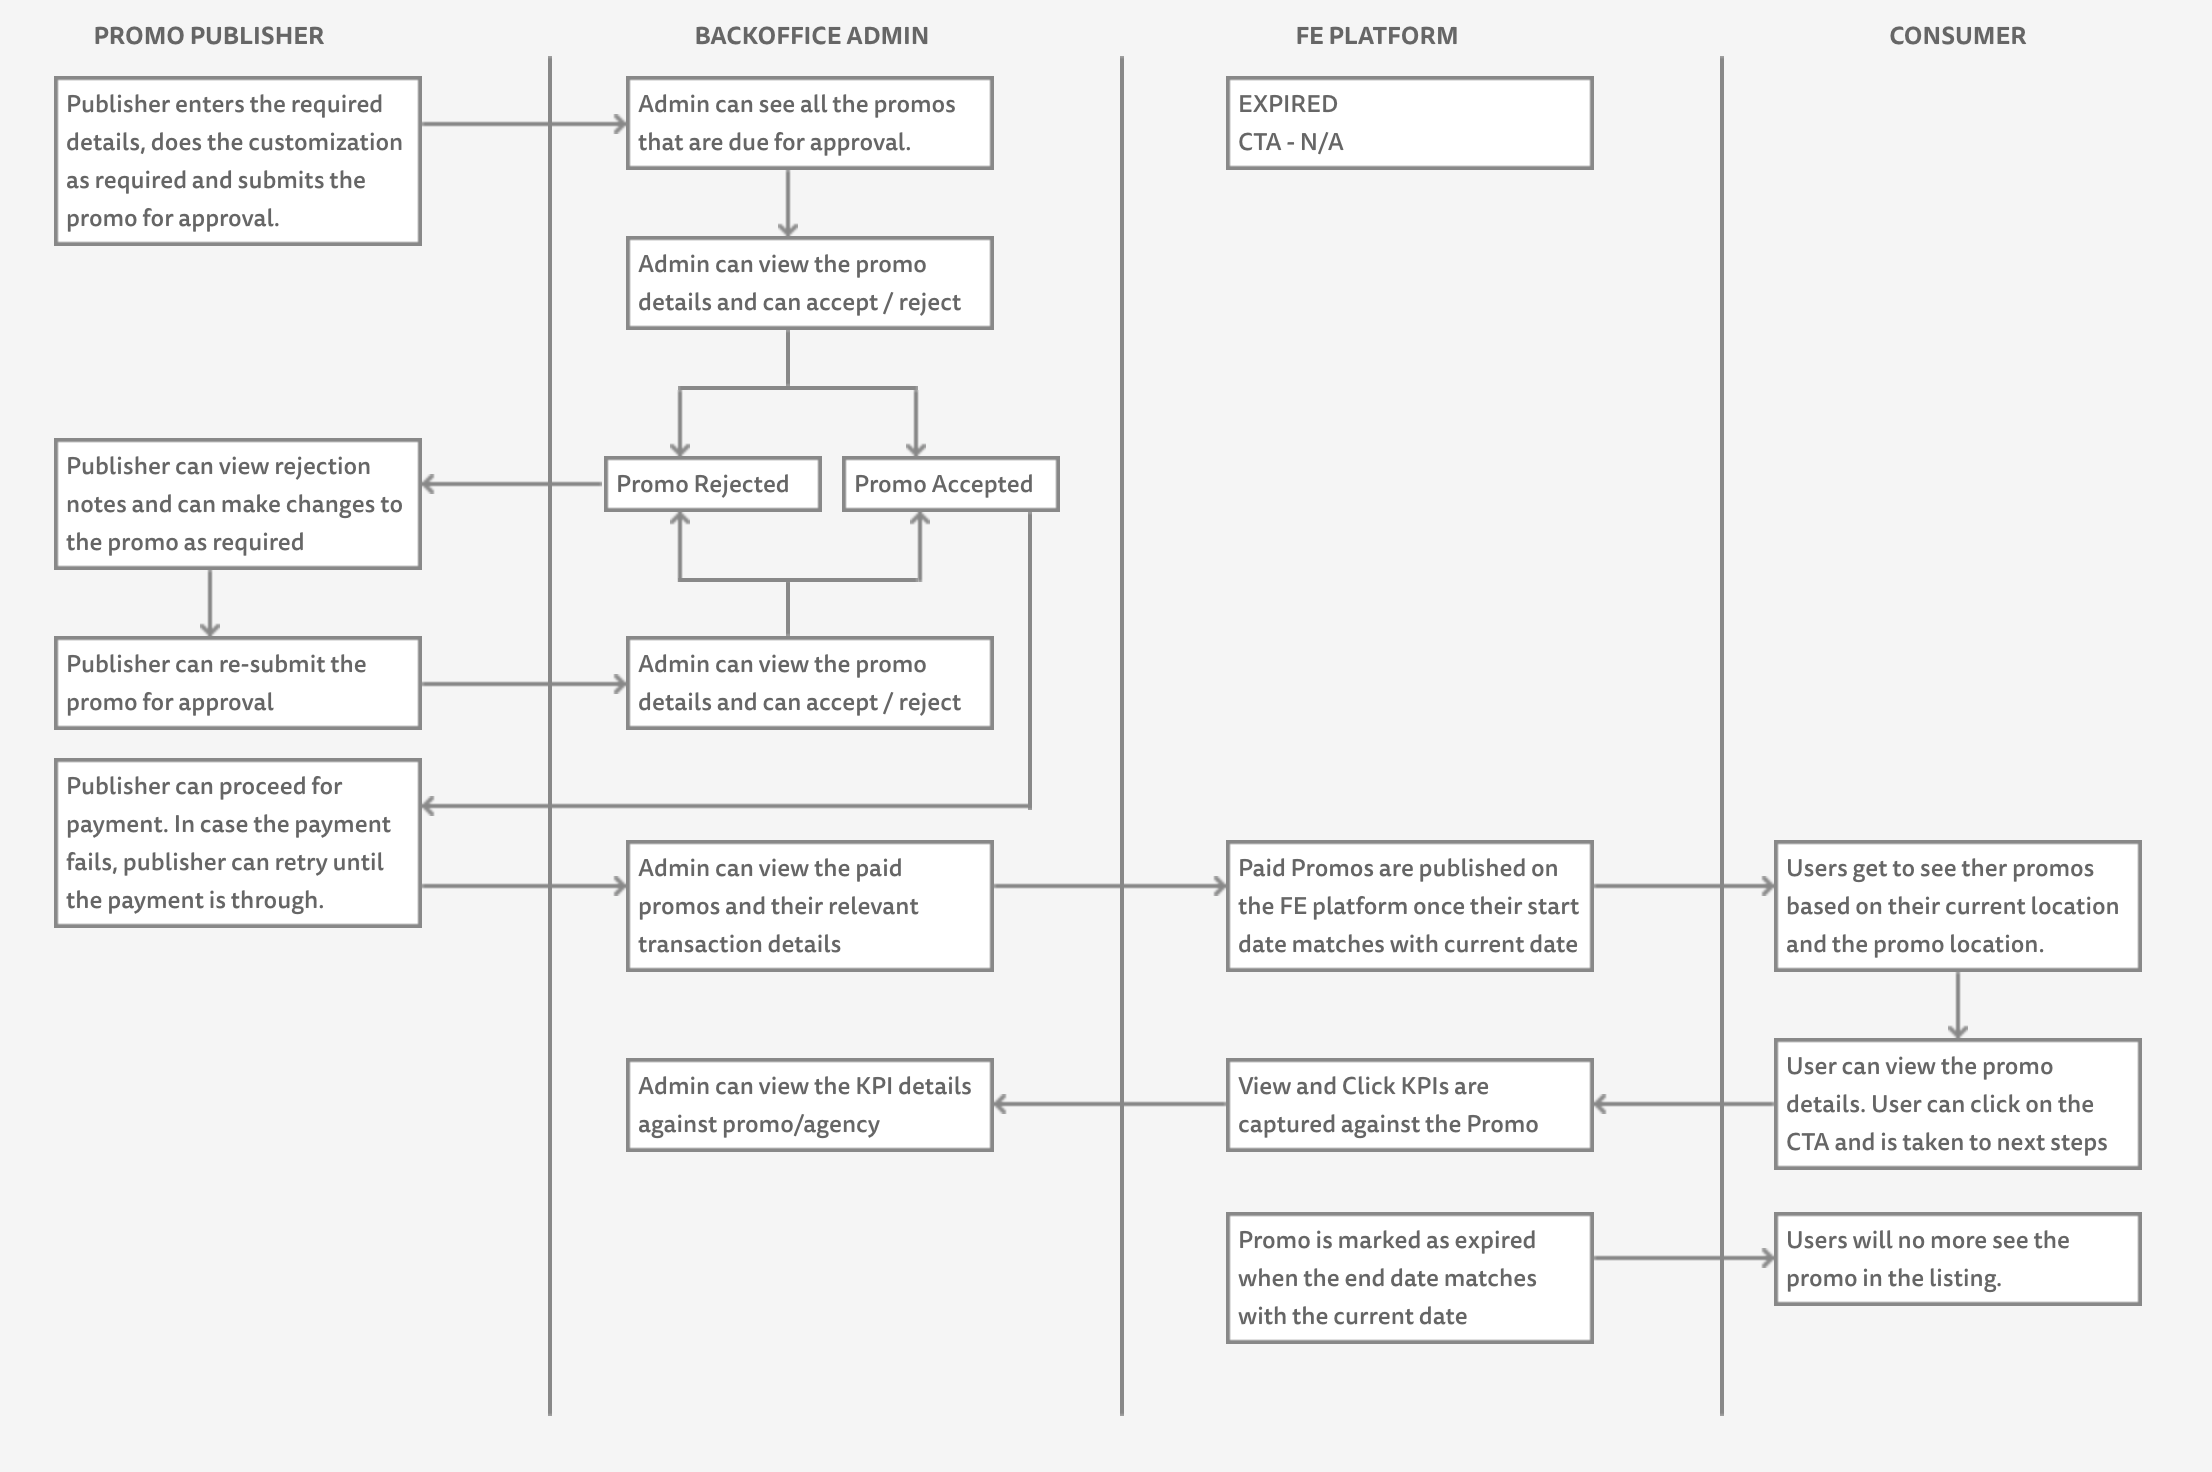 PROMO PUBLISHER
BACKOFFICE ADMIN
FE PLATFORM
CONSUMER
Publisher enters the required
details, does the customization
as required and submits the
promo for approval.
Admin can see all the promos
that are due for approval.
EXPIRED
CTA - N/A
Admin can view the promo
details and can accept / reject
Publisher can view rejection
notes and can make changes to
the promo as required
Promo Rejected
Promo Accepted
Publisher can re-submit the
promo for approval
Admin can view the promo
details and can accept / reject
Publisher can proceed for
payment. In case the payment
fails, publisher can retry until
the payment is through.
Admin can view the paid
promos and their relevant
transaction details
Paid Promos are published on
the FE platform once their start
date matches with current date
Users get to see ther promos
based on their current location
and the promo location.
Admin can view the KPI details
against promo/agency
View and Click KPIs are
captured against the Promo
User can view the promo
details. User can click on the
CTA and is taken to next steps
Promo is marked as expired
when the end date matches
with the current date
Users will no more see the
promo in the listing.